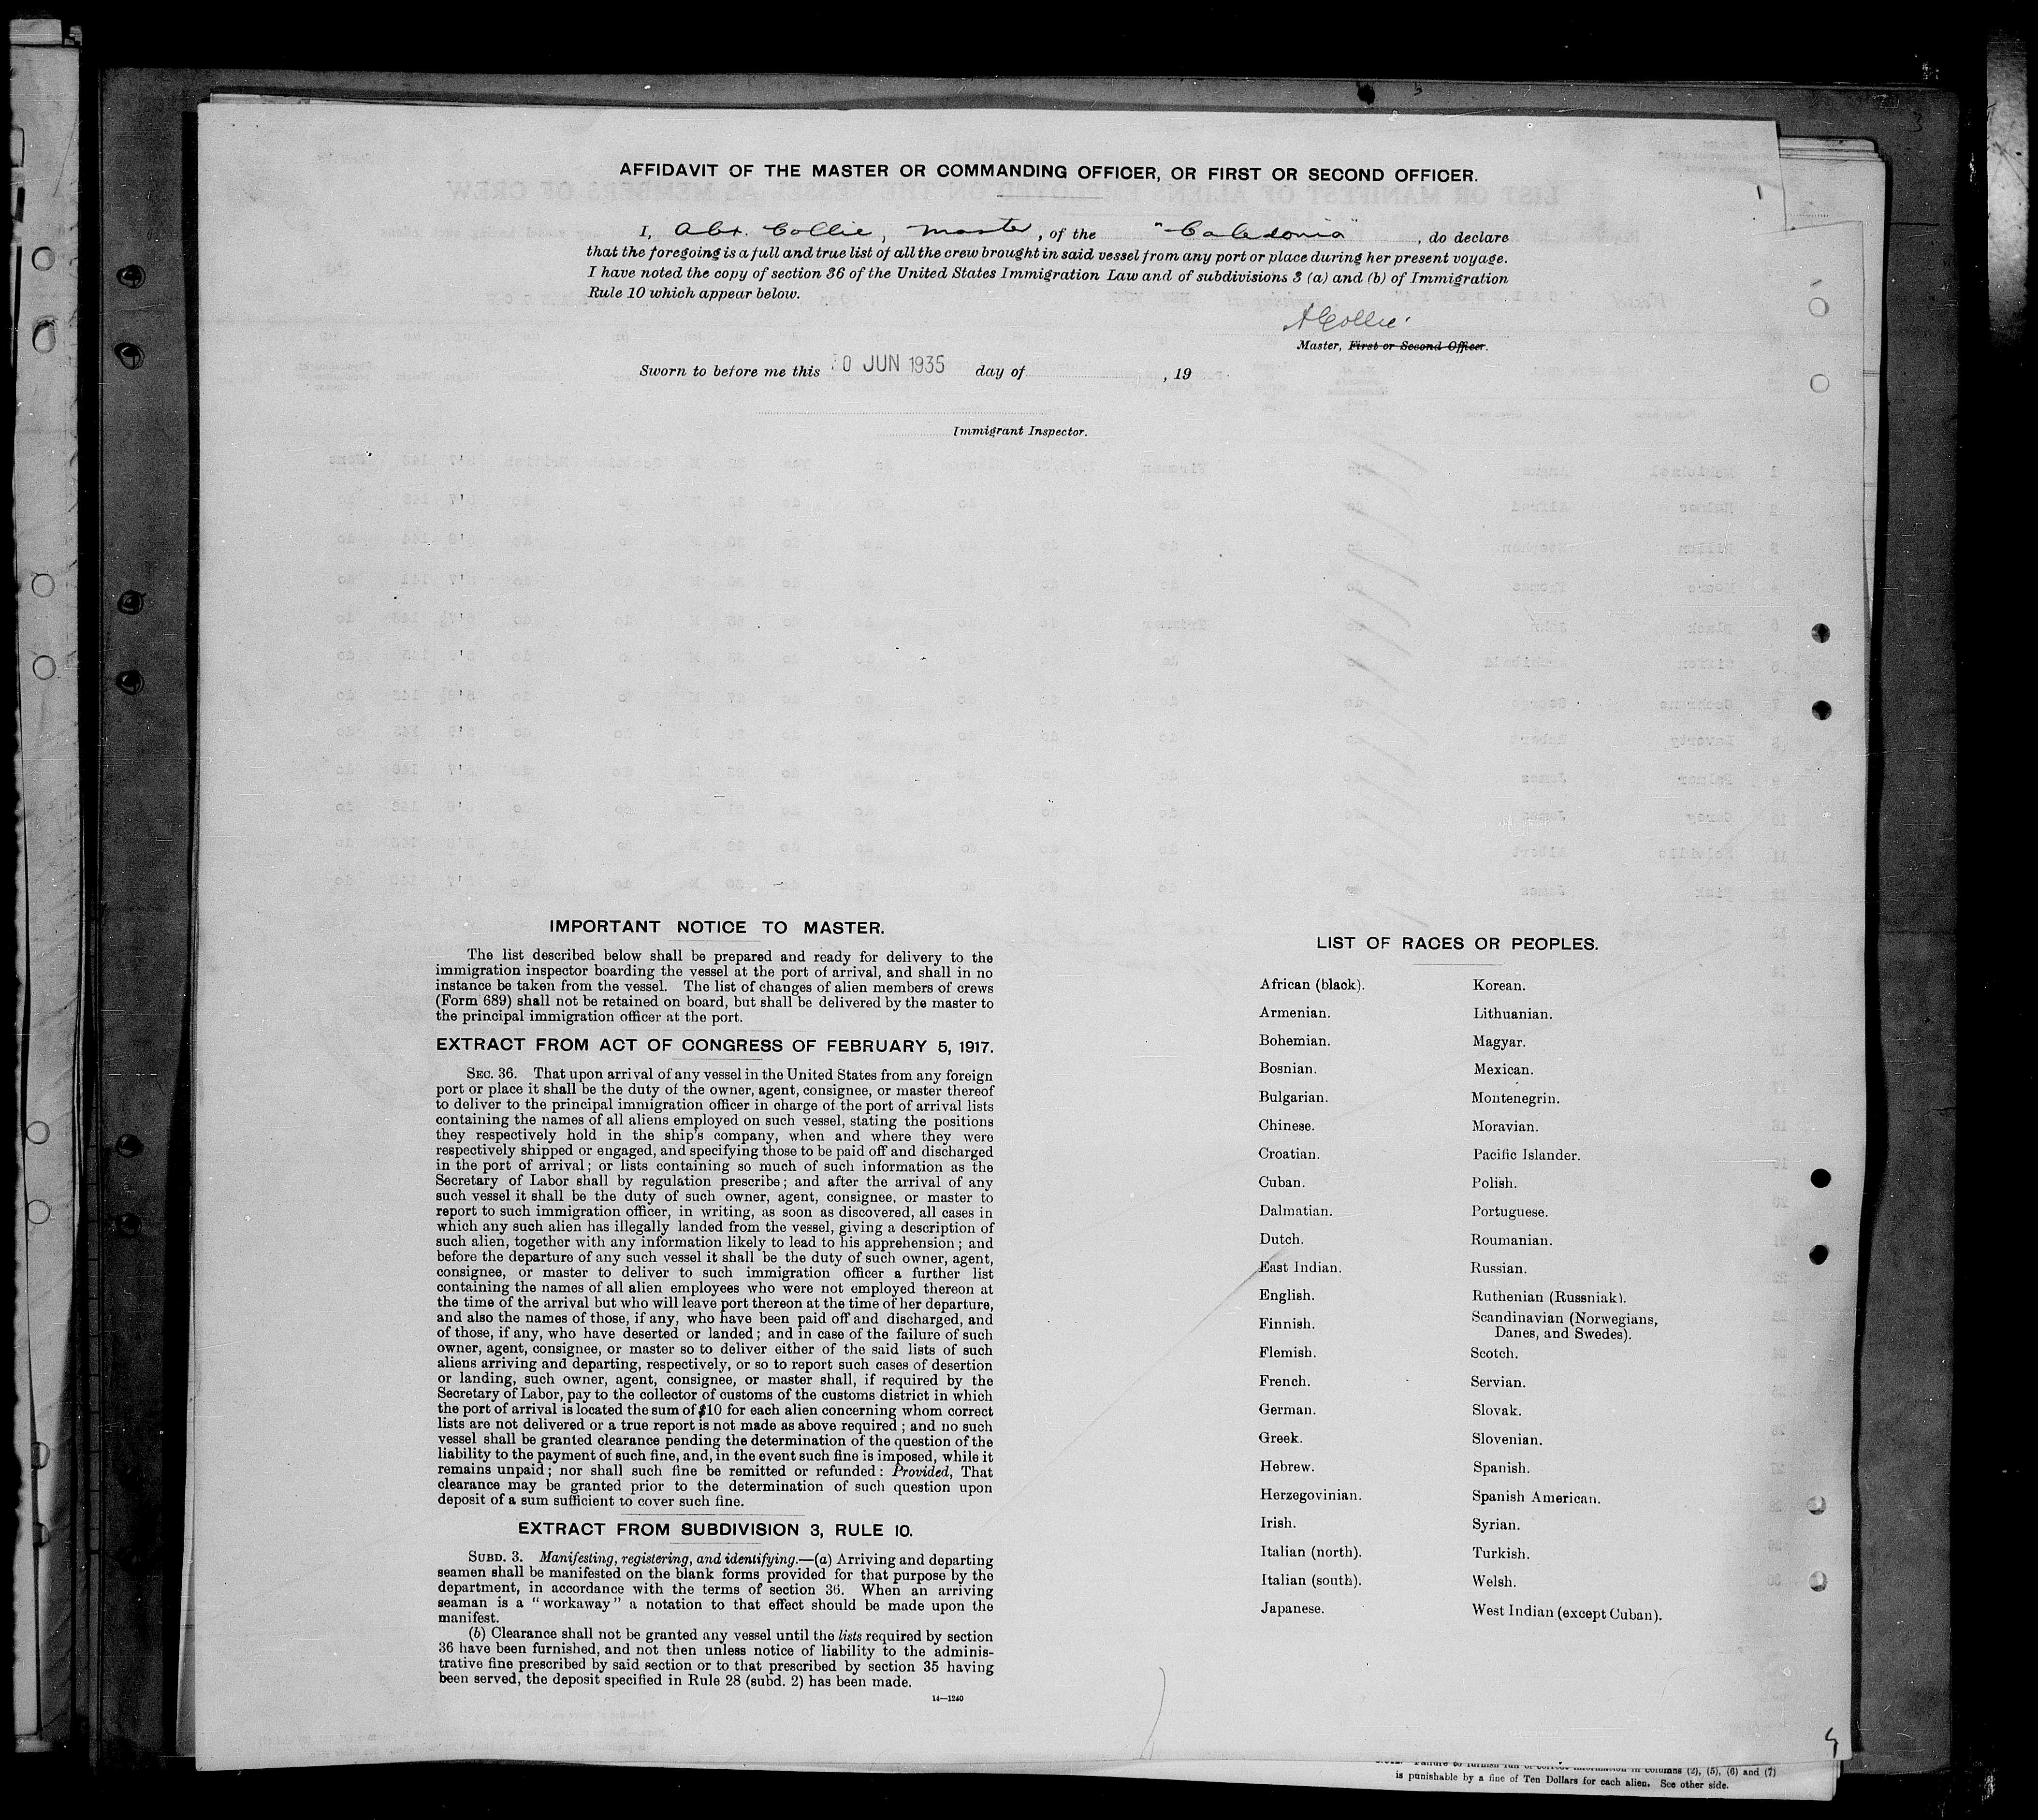 AFFIDAVIT OF THE MASTER OR COMMANDING OFFICER, OR FIRST OR SECOND OFFICER.
I, Alex. Collie, Master, of the "Caledonia", do declare
that the foregoing is a full and true list of all the crew brought in said vessel from any port or place during her present voyage.
I have noted the copy of section 36 of the United States Immigration Law and of subdivisions 3 (a) and (b) of Immigration
Rule 10 which appear below.
A Collie
Master, First or Second Officer.
Sworn to before me this 0 JUN 1935 day of , 19
Immigrant Inspector.
IMPORTANT NOTICE TO MASTER.
The list described below shall be prepared and ready for delivery to the
immigration inspector boarding the vessel at the port of arrival, and shall in no
instance be taken from the vessel. The list of changes of alien members of crews
(Form 689) shall not be retained on board, but shall be delivered by the master to
the principal immigration officer at the port.
EXTRACT FROM ACT OF CONGRESS OF FEBRUARY 5, 1917.
SEC. 36. That upon arrival of any vessel in the United States from any foreign
port or place it shall be the duty of the owner, agent, consignee, or master thereof
to deliver to the principal immigration officer in charge of the port of arrival lists
containing the names of all aliens employed on such vessel, stating the positions
they respectively hold in the ship's company, when and where they were
respectively shipped or engaged, and specifying those to be paid off and discharged
in the port of arrival; or lists containing so much of such information as the
Secretary of Labor shall by regulation prescribe; and after the arrival of any
such vessel it shall be the duty of such owner, agent, consignee, or master to
report to such immigration officer, in writing, as soon as discovered, all cases in
which any such alien has illegally landed from the vessel, giving a description of
such alien, together with any information likely to lead to his apprehension; and
before the departure of any such vessel it shall be the duty of such owner, agent,
consignee, or master to deliver to such immigration officer a further list
containing the names of all alien employees who were not employed thereon at
the time of the arrival but who will leave port thereon at the time of her departure,
and also the names of those, if any, who have been paid off and discharged, and
of those, if any, who have deserted or landed; and in case of the failure of such
owner, agent, consignee, or master so to deliver either of the said lists of such
aliens arriving and departing, respectively, or so to report such cases of desertion
or landing, such owner, agent, consignee, or master shall, if required by the
Secretary of Labor, pay to the collector of customs of the customs district in which
the port of arrival is located the sum of $10 for each alien concerning whom correct
lists are not delivered or a true report is not made as above required; and no such
vessel shall be granted clearance pending the determination of the question of the
liability to the payment of such fine, and, in the event such fine is imposed, while it
remains unpaid; nor shall such fine be remitted or refunded: Provided, That
clearance may be granted prior to the determination of such question upon
deposit of a sum sufficient to cover such fine.
EXTRACT FROM SUBDIVISION 3, RULE 10.
SUBD. 3. Manifesting, registering, and identifying.—(a) Arriving and departing
seamen shall be manifested on the blank forms provided for that purpose by the
department, in accordance with the terms of section 36. When an arriving
seaman is a "workaway" a notation to that effect should be made upon the
manifest.
(b) Clearance shall not be granted any vessel until the lists required by section
36 have been furnished, and not then unless notice of liability to the adminis-
trative fine prescribed by said section or to that prescribed by section 35 having
been served, the deposit specified in Rule 28 (subd. 2) has been made.
14—1240
LIST OF RACES OR PEOPLES.
African (black).
Armenian.
Bohemian.
Bosnian.
Bulgarian.
Chinese.
Croatian.
Cuban.
Dalmatian.
Dutch.
East Indian.
English.
Finnish.
Flemish.
French.
German.
Greek.
Hebrew.
Herzegovinian.
Irish.
Italian (north).
Italian (south).
Japanese.
Korean.
Lithuanian.
Magyar.
Mexican.
Montenegrin.
Moravian.
Pacific Islander.
Polish.
Portuguese.
Roumanian.
Russian.
Ruthenian (Russniak).
Scandinavian (Norwegians,
Danes, and Swedes).
Scotch.
Servian.
Slovak.
Slovenian.
Spanish.
Spanish American.
Syrian.
Turkish.
Welsh.
West Indian (except Cuban).
columns (2), (5), (6) and (7)
is punishable by a fine of Ten Dollars for each alien. See other side.